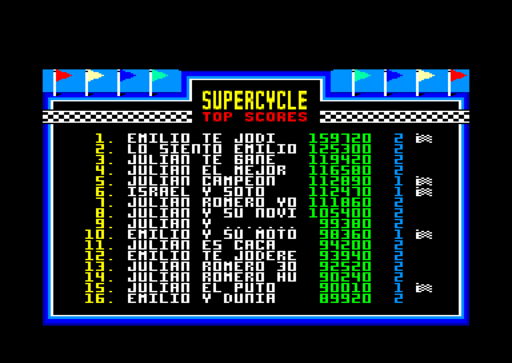 SUPERCYCLE
TOP SCORES
1. EMILIO TE JODI 159720 2
2. LO SIENTO EMILIO 125300 2
3. JULIAN TE GANE 119420 2
4. JULIAN EL MEJOR 116580 2
5. JULIAN CAMPEON 112890 1
6. ISRAEL Y SOTO 112470 1
7. JULIAN ROMERO YO 111860 2
8. JULIAN Y SU NOVI 105400 2
9. JULIAN Y ..... 99380 2
10. EMILIO Y SU MOTO 98360 1
11. JULIAN ES CACA 94200 2
12. EMILIO TE JODERE 93940 2
13. JULIAN ROMERO 30 92220 2
14. JULIAN ROMERO HU 90240 2
15. JULIAN EL PUTO 90010 1
16. EMILIO Y DUNIA 89920 2